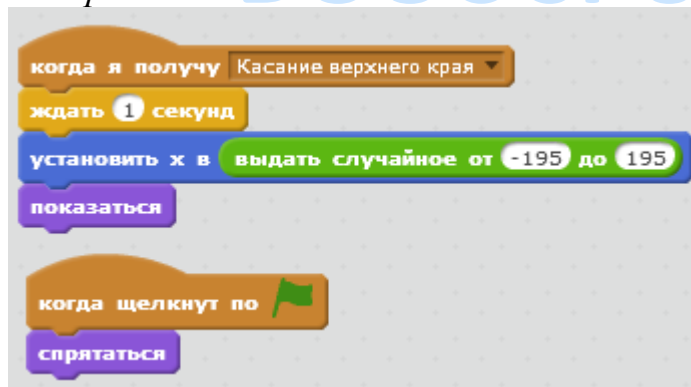 когда я получу Касание верхнего края
ждать 1 секунд
установить x в выдать случайное от -195 до 195
показаться
когда щелкнут по
спрятаться